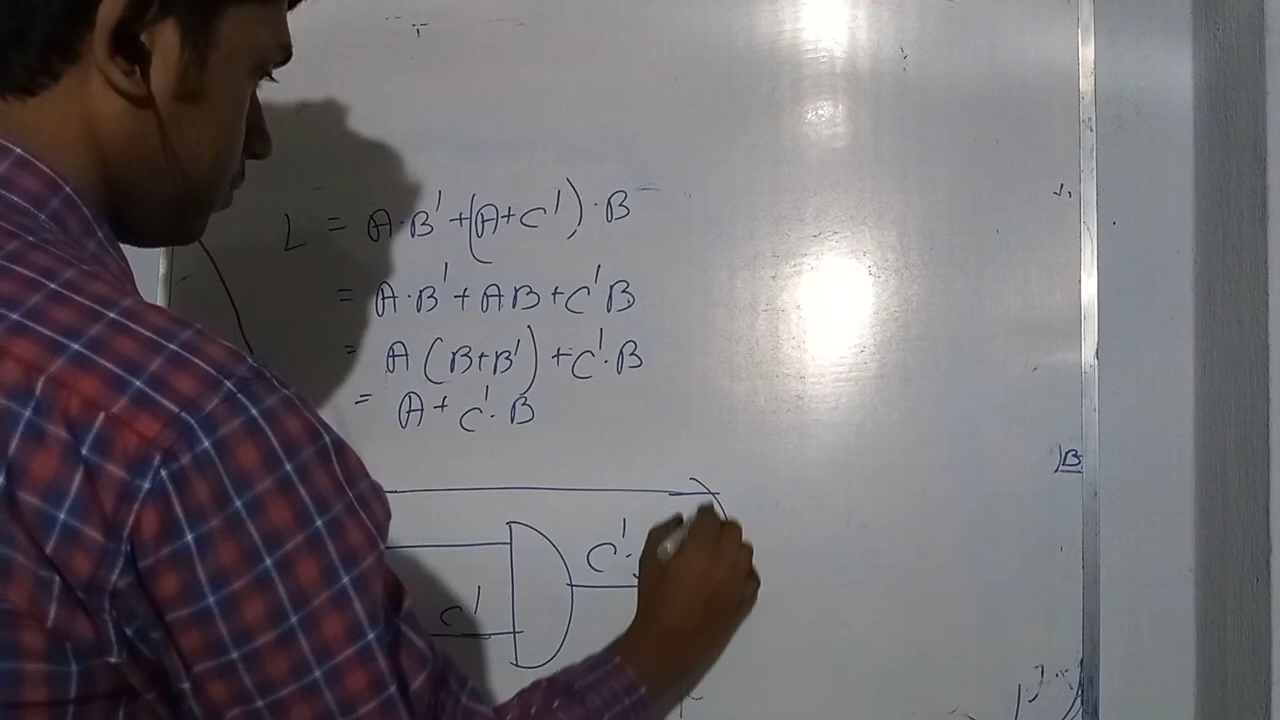 L = A·B' + (A+C')·B
= A·B' + AB + C'B
= A(B+B') + C'·B
= A + C'·B
C'·
C'
B